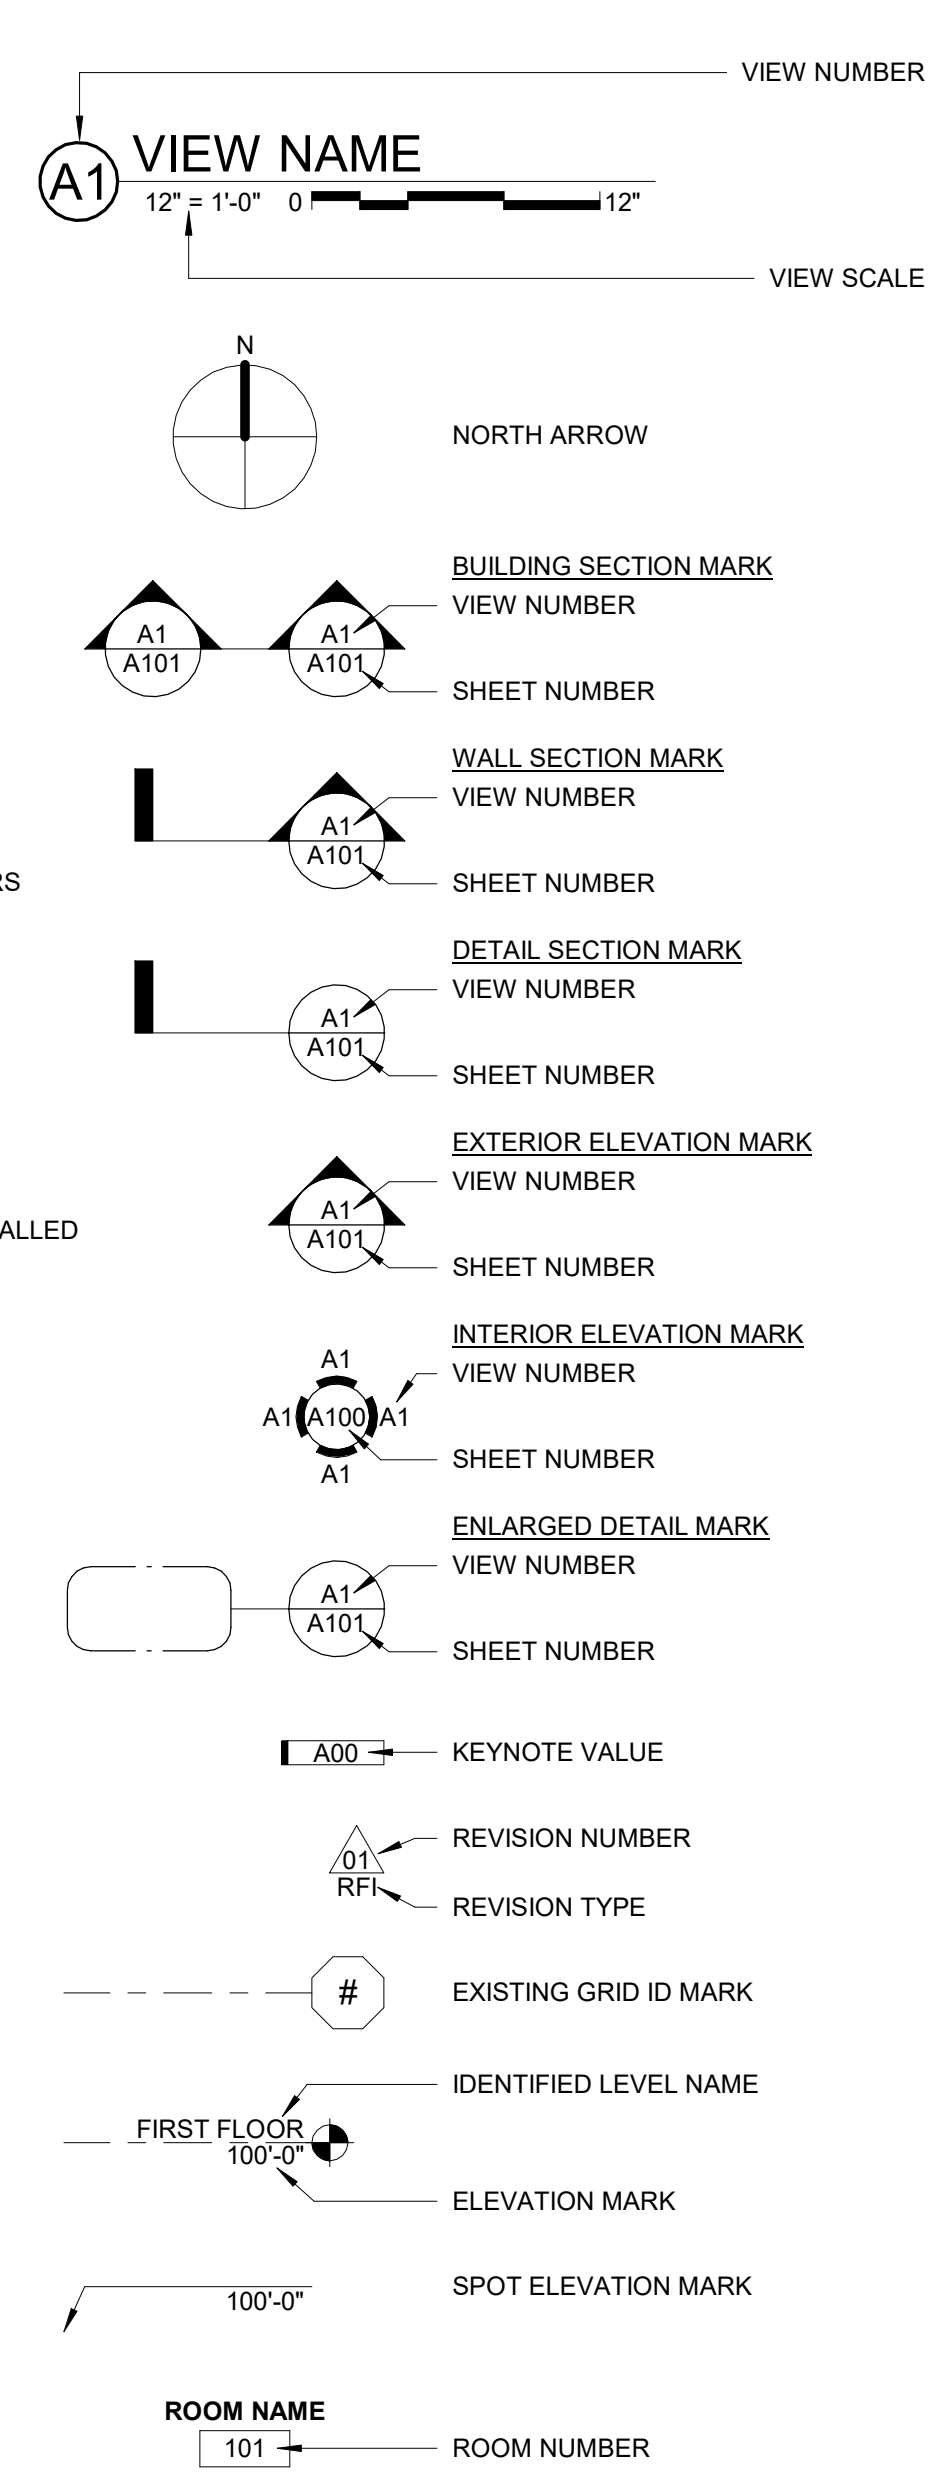 VIEW NUMBER
VIEW NAME
A1
12" = 1'-0" 0 12"
VIEW SCALE
N
NORTH ARROW
BUILDING SECTION MARK
VIEW NUMBER
A1 A1
A101 A101
SHEET NUMBER
WALL SECTION MARK
VIEW NUMBER
A1
A101
SHEET NUMBER
RS
DETAIL SECTION MARK
VIEW NUMBER
A1
A101
SHEET NUMBER
EXTERIOR ELEVATION MARK
VIEW NUMBER
A1
ALLED
A101
SHEET NUMBER
INTERIOR ELEVATION MARK
A1
VIEW NUMBER
A1 A100 A1
SHEET NUMBER
A1
ENLARGED DETAIL MARK
VIEW NUMBER
A1
A101
SHEET NUMBER
A00 KEYNOTE VALUE
REVISION NUMBER
01
RFI
REVISION TYPE
# EXISTING GRID ID MARK
IDENTIFIED LEVEL NAME
FIRST FLOOR
100'-0"
ELEVATION MARK
SPOT ELEVATION MARK
100'-0"
ROOM NAME
101 ROOM NUMBER